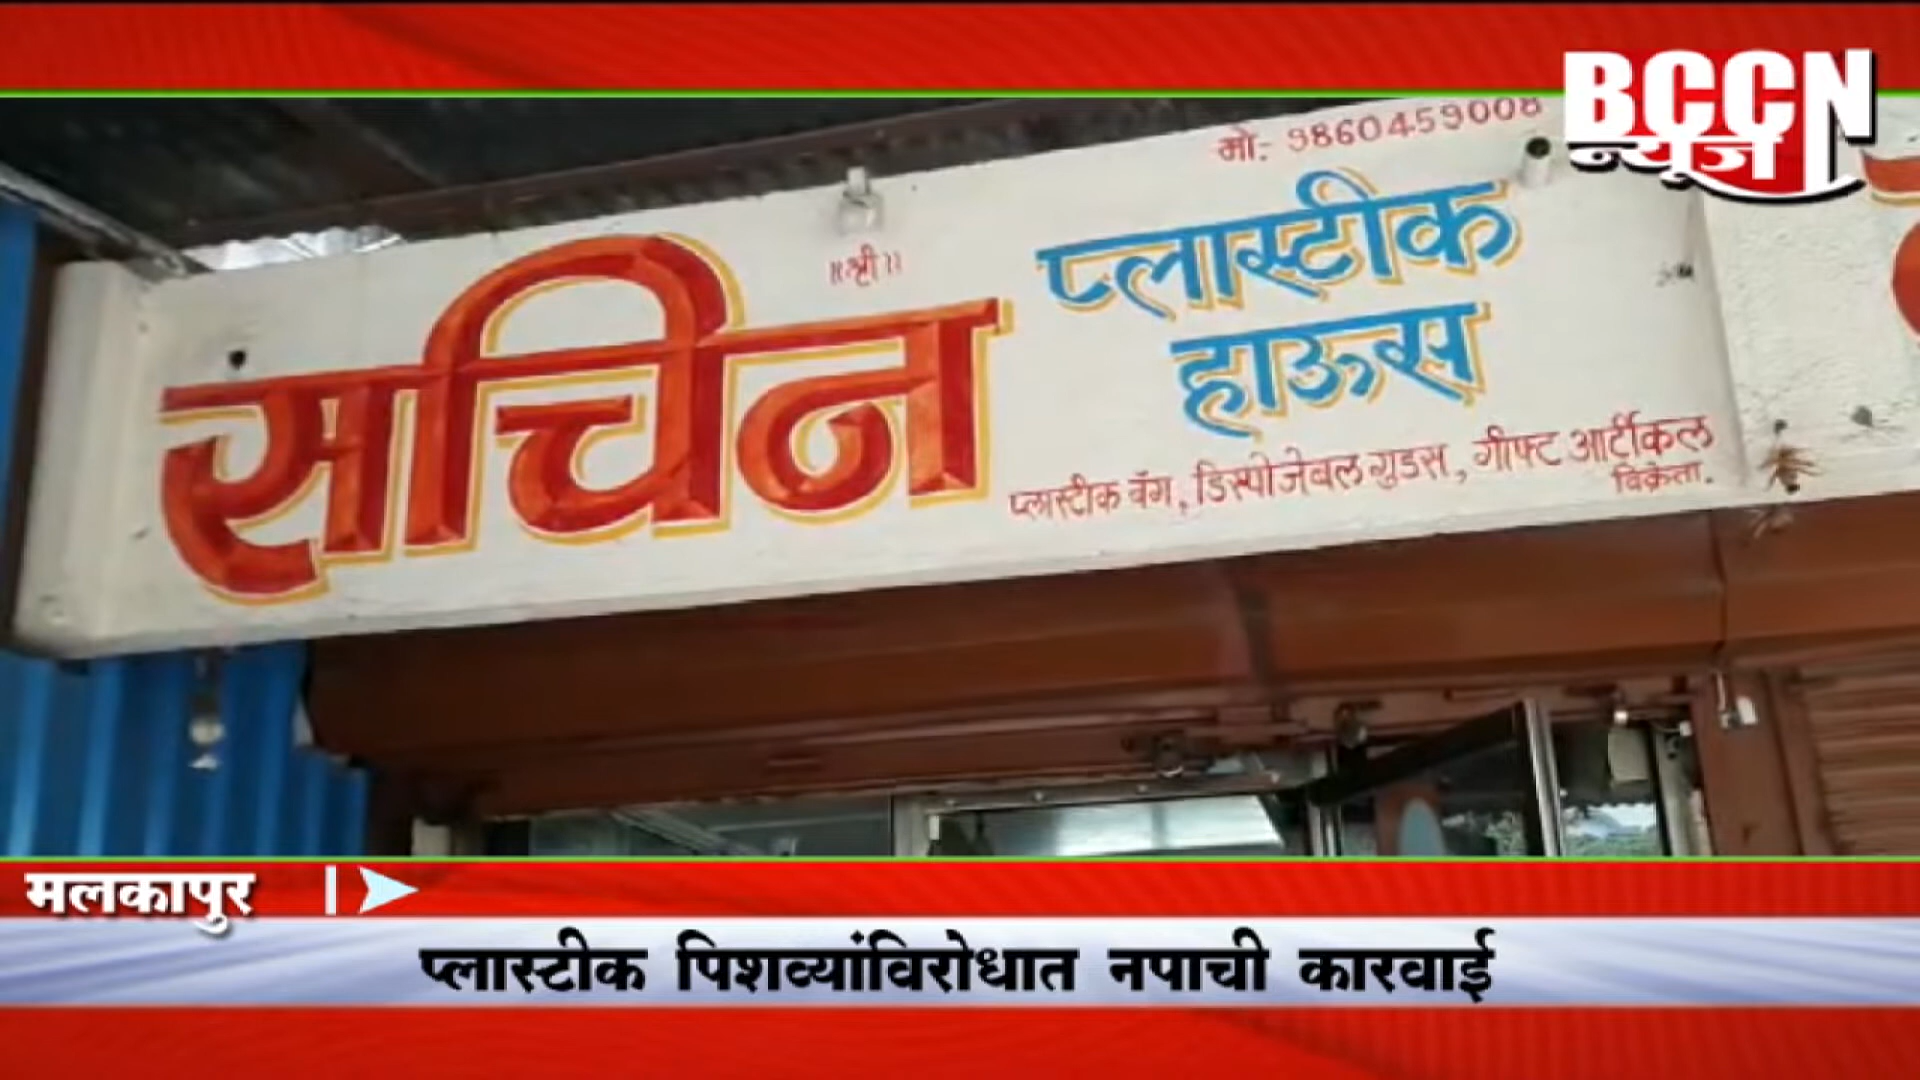 BCCN
न्यूज
मो:- 9860459008
॥श्री॥
सचिन
प्लास्टीक
हाऊस
प्लास्टीक बॅग, डिस्पोजेबल गुडस, गीफ्ट आर्टीकल
विक्रेता.
मलकापुर
प्लास्टीक पिशव्यांविरोधात नपाची कारवाई